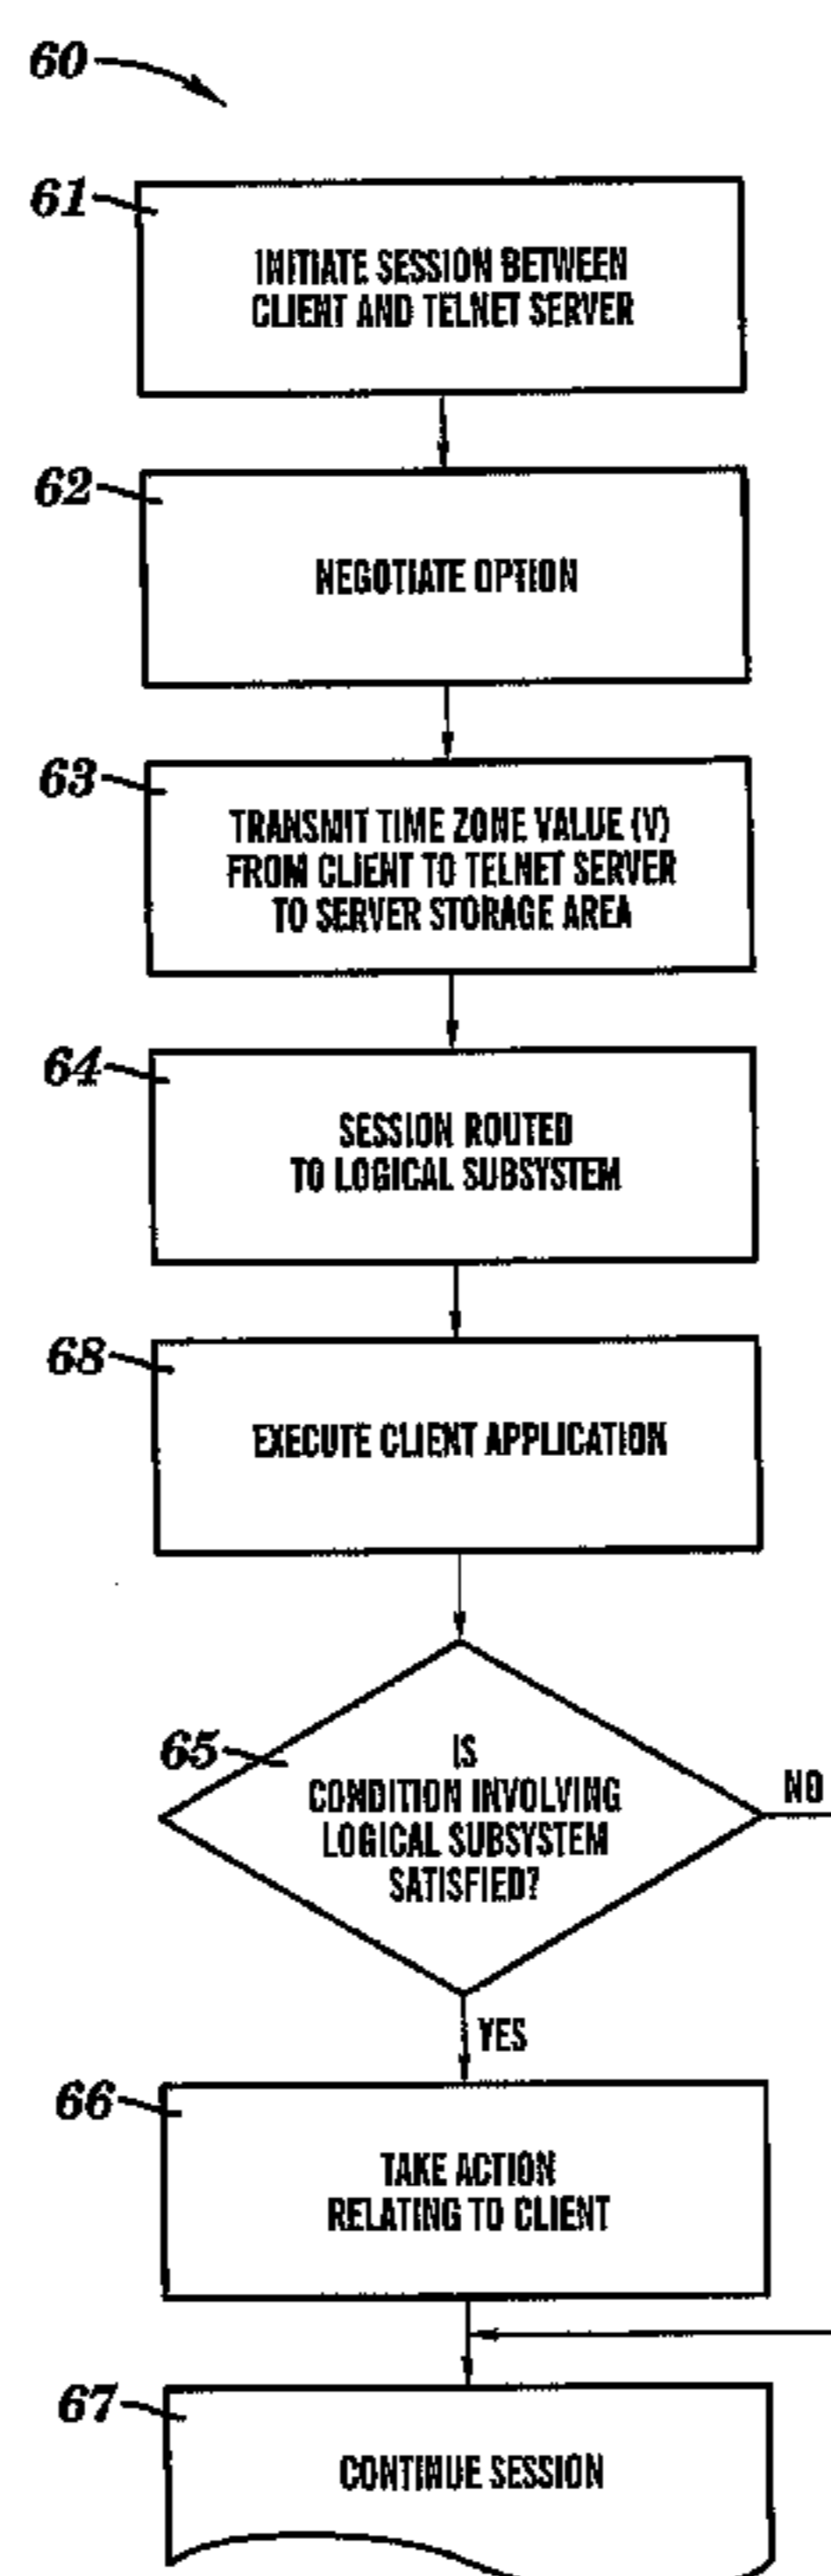 60
61
INITIATE SESSION BETWEEN
CLIENT AND TELNET SERVER
62
NEGOTIATE OPTION
63
TRANSMIT TIME ZONE VALUE (V)
FROM CLIENT TO TELNET SERVER
TO SERVER STORAGE AREA
64
SESSION ROUTED
TO LOGICAL SUBSYSTEM
68
EXECUTE CLIENT APPLICATION
65
IS
CONDITION INVOLVING
LOGICAL SUBSYSTEM
SATISFIED?
NO
YES
66
TAKE ACTION
RELATING TO CLIENT
67
CONTINUE SESSION